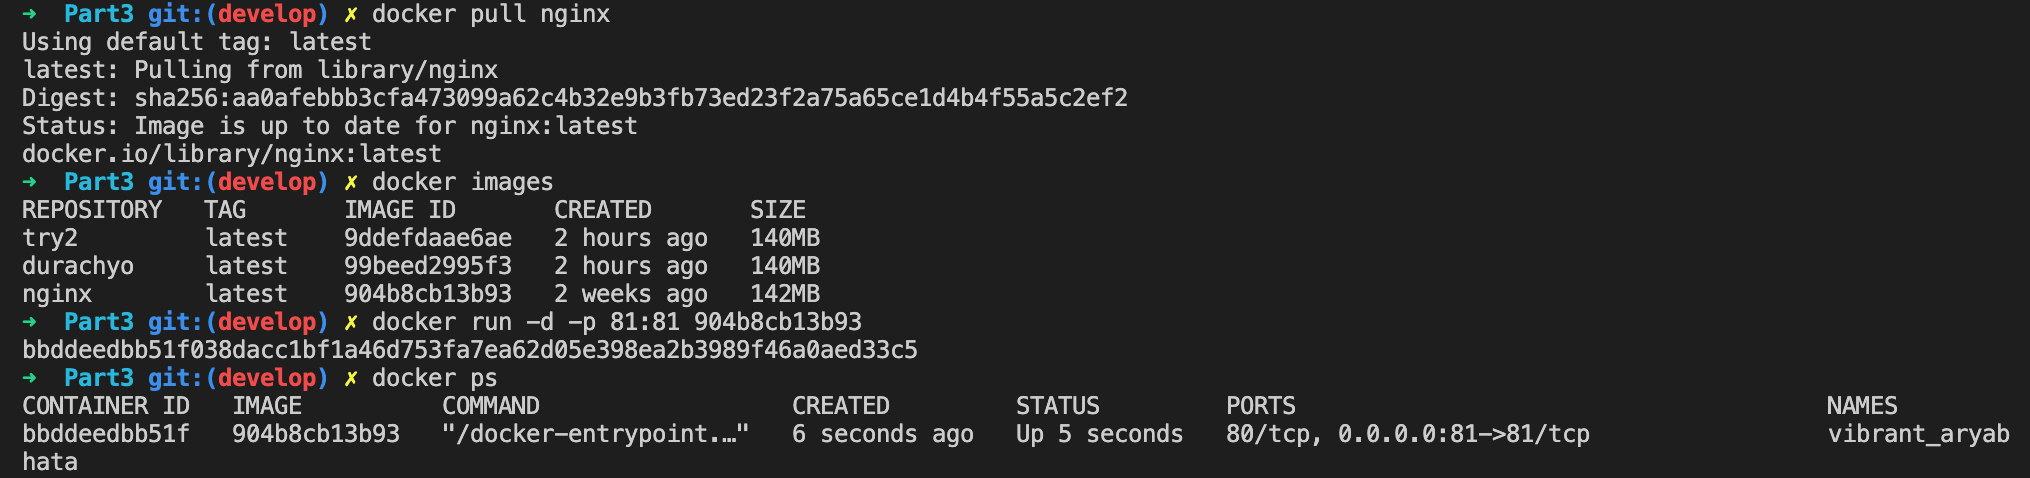 ➜  Part3 git:(develop) ✗ docker pull nginx
Using default tag: latest
latest: Pulling from library/nginx
Digest: sha256:aa0afebbb3cfa473099a62c4b32e9b3fb73ed23f2a75a65ce1d4b4f55a5c2ef2
Status: Image is up to date for nginx:latest
docker.io/library/nginx:latest
➜  Part3 git:(develop) ✗ docker images
REPOSITORY   TAG       IMAGE ID       CREATED       SIZE
try2         latest    9ddefdaae6ae   2 hours ago   140MB
durachyo     latest    99beed2995f3   2 hours ago   140MB
nginx        latest    904b8cb13b93   2 weeks ago   142MB
➜  Part3 git:(develop) ✗ docker run -d -p 81:81 904b8cb13b93
bbddeedbb51f038dacc1bf1a46d753fa7ea62d05e398ea2b3989f46a0aed33c5
➜  Part3 git:(develop) ✗ docker ps
CONTAINER ID   IMAGE          COMMAND                  CREATED         STATUS         PORTS                                      NAMES
bbddeedbb51f   904b8cb13b93   "/docker-entrypoint.…"   6 seconds ago   Up 5 seconds   80/tcp, 0.0.0.0:81->81/tcp                 vibrant_aryab
hata